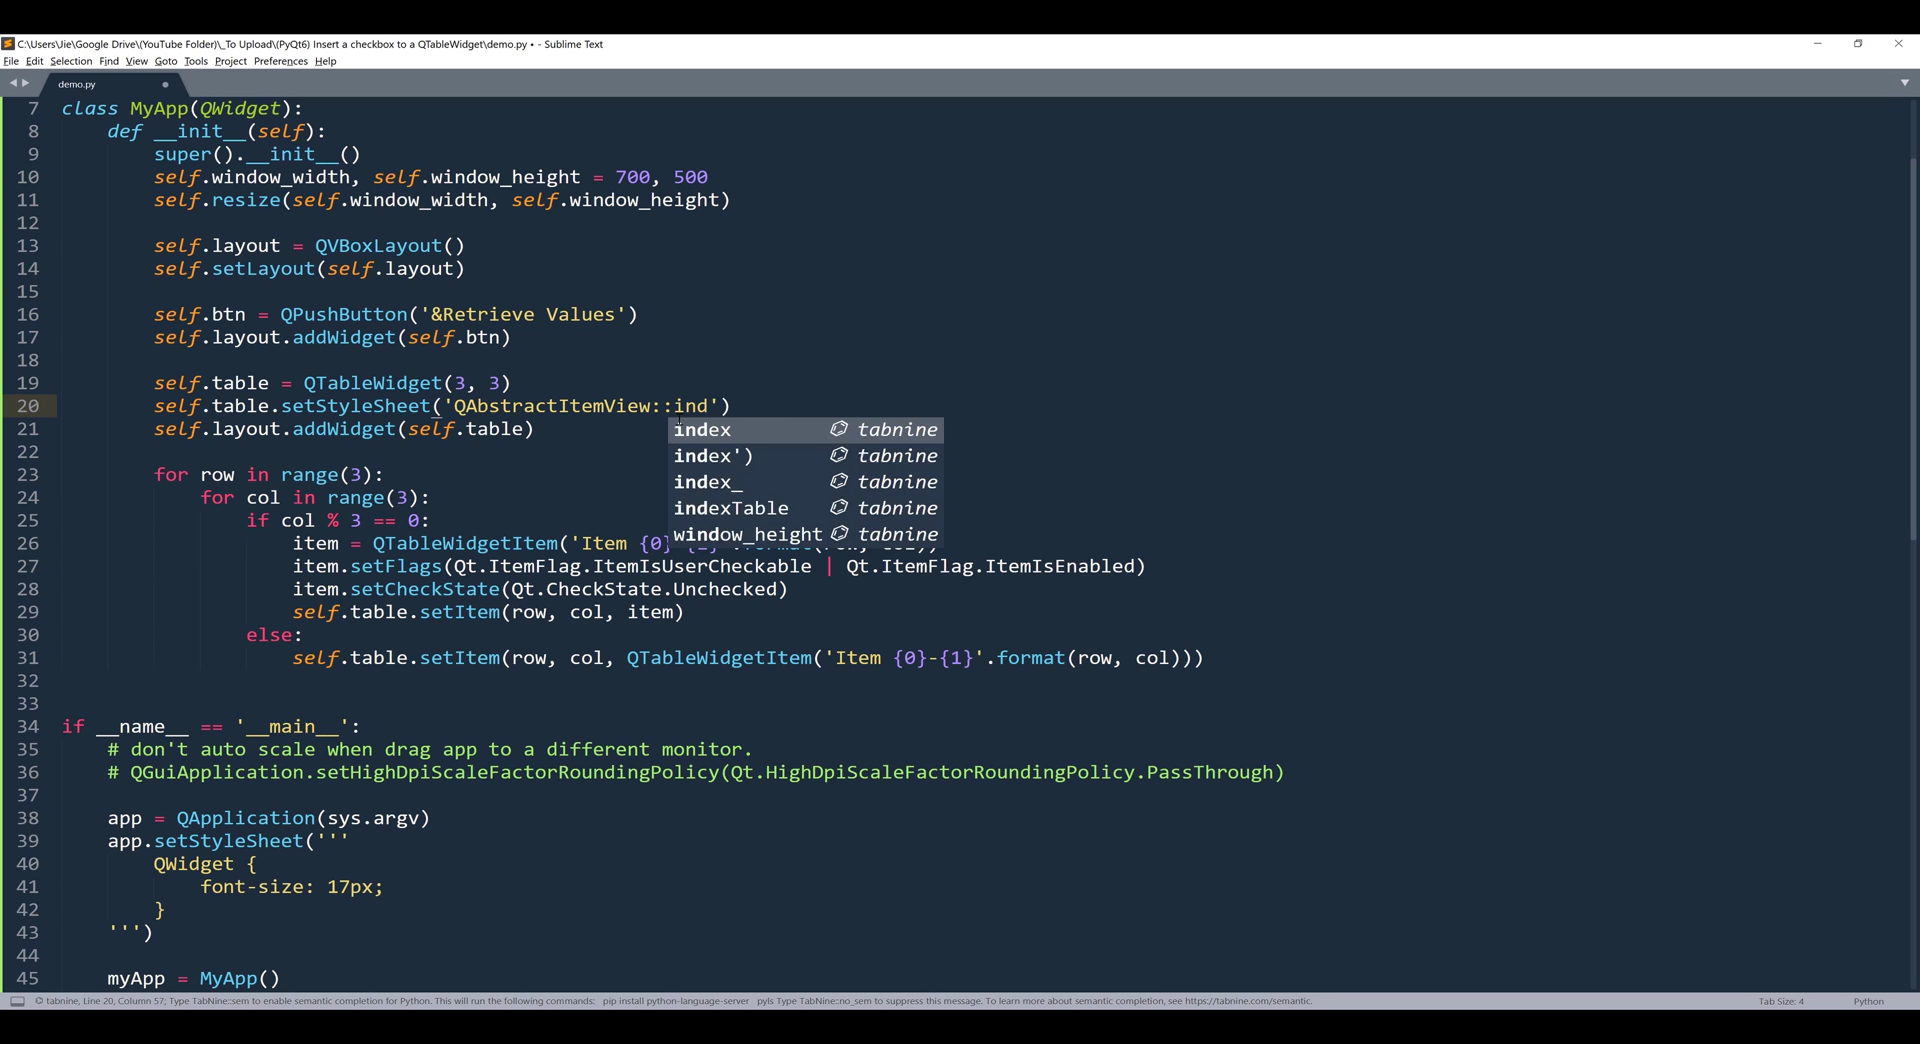 C:\Users\Jie\Google Drive\(YouTube Folder)\_To Upload\(PyQt6) Insert a checkbox to a QTableWidget\demo.py • - Sublime Text
File Edit Selection Find View Goto Tools Project Preferences Help
demo.py
7 class MyApp(QWidget):
8 def __init__(self):
9 super().__init__()
10 self.window_width, self.window_height = 700, 500
11 self.resize(self.window_width, self.window_height)
12
13 self.layout = QVBoxLayout()
14 self.setLayout(self.layout)
15
16 self.btn = QPushButton('&Retrieve Values')
17 self.layout.addWidget(self.btn)
18
19 self.table = QTableWidget(3, 3)
20 self.table.setStyleSheet('QAbstractItemView::ind')
21 self.layout.addWidget(self.table)
index tabnine
index') tabnine
index_ tabnine
indexTable tabnine
window_height tabnine
22
23 for row in range(3):
24 for col in range(3):
25 if col % 3 == 0:
26 item = QTableWidgetItem('Item {0}
27 item.setFlags(Qt.ItemFlag.ItemIsUserCheckable | Qt.ItemFlag.ItemIsEnabled)
28 item.setCheckState(Qt.CheckState.Unchecked)
29 self.table.setItem(row, col, item)
30 else:
31 self.table.setItem(row, col, QTableWidgetItem('Item {0}-{1}'.format(row, col)))
32
33
34 if __name__ == '__main__':
35 # don't auto scale when drag app to a different monitor.
36 # QGuiApplication.setHighDpiScaleFactorRoundingPolicy(Qt.HighDpiScaleFactorRoundingPolicy.PassThrough)
37
38 app = QApplication(sys.argv)
39 app.setStyleSheet('''
40 QWidget {
41 font-size: 17px;
42 }
43 ''')
44
45 myApp = MyApp()
tabnine, Line 20, Column 57; Type TabNine::sem to enable semantic completion for Python. This will run the following commands: pip install python-language-server pyls Type TabNine::no_sem to suppress this message. To learn more about semantic completion, see https://tabnine.com/semantic.
Tab Size: 4 Python